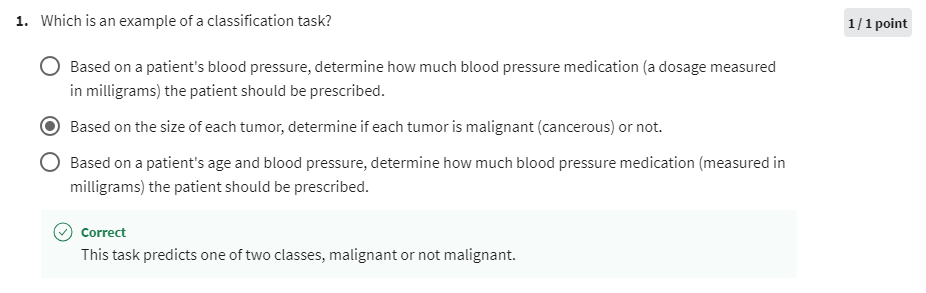 1. Which is an example of a classification task?
1 / 1 point
Based on a patient's blood pressure, determine how much blood pressure medication (a dosage measured
in milligrams) the patient should be prescribed.
Based on the size of each tumor, determine if each tumor is malignant (cancerous) or not.
Based on a patient's age and blood pressure, determine how much blood pressure medication (measured in
milligrams) the patient should be prescribed.
Correct
This task predicts one of two classes, malignant or not malignant.